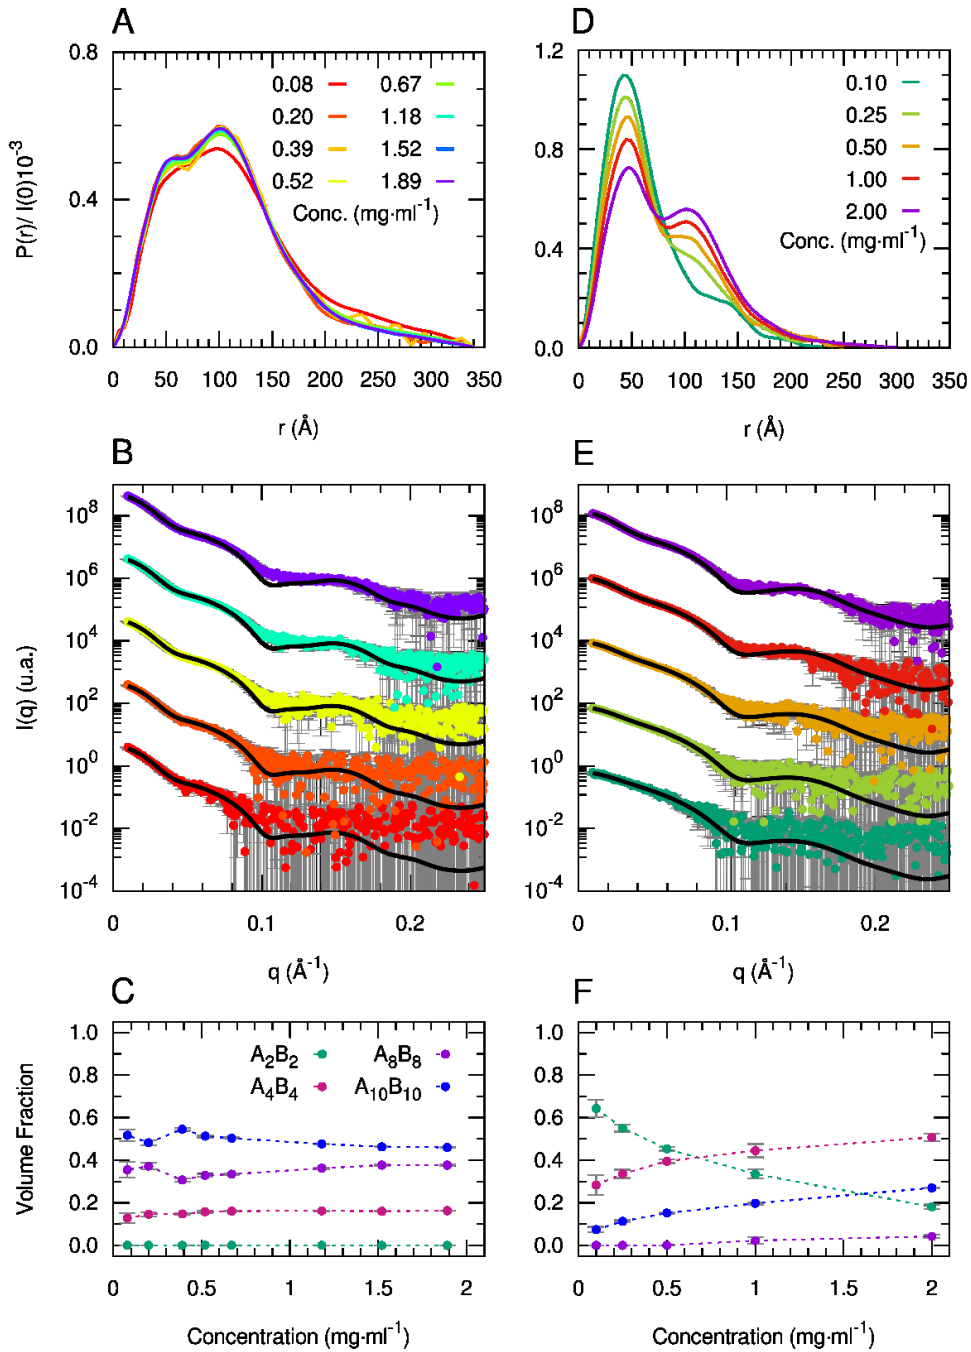 A
P(r)/ I(0)10⁻³
0.8
0.4
0.0
0.08 0.67
0.20 1.18
0.39 1.52
0.52 1.89
Conc. (mg·ml⁻¹)
0 50 100 150 200 250 300 350
r (Å)
D
1.2
0.8
0.4
0.0
0.10
0.25
0.50
1.00
2.00
Conc. (mg·ml⁻¹)
0 50 100 150 200 250 300 350
r (Å)
B
I(q) (u.a.)
10⁸
10⁶
10⁴
10²
10⁰
10⁻²
10⁻⁴
0 0.1 0.2
q (Å⁻¹)
E
10⁸
10⁶
10⁴
10²
10⁰
10⁻²
10⁻⁴
0 0.1 0.2
q (Å⁻¹)
C
Volume Fraction
1.0
0.8
0.6
0.4
0.2
0.0
A₂B₂ A₈B₈
A₄B₄ A₁₀B₁₀
0 0.5 1 1.5 2
Concentration (mg·ml⁻¹)
F
1.0
0.8
0.6
0.4
0.2
0.0
0 0.5 1 1.5 2
Concentration (mg·ml⁻¹)